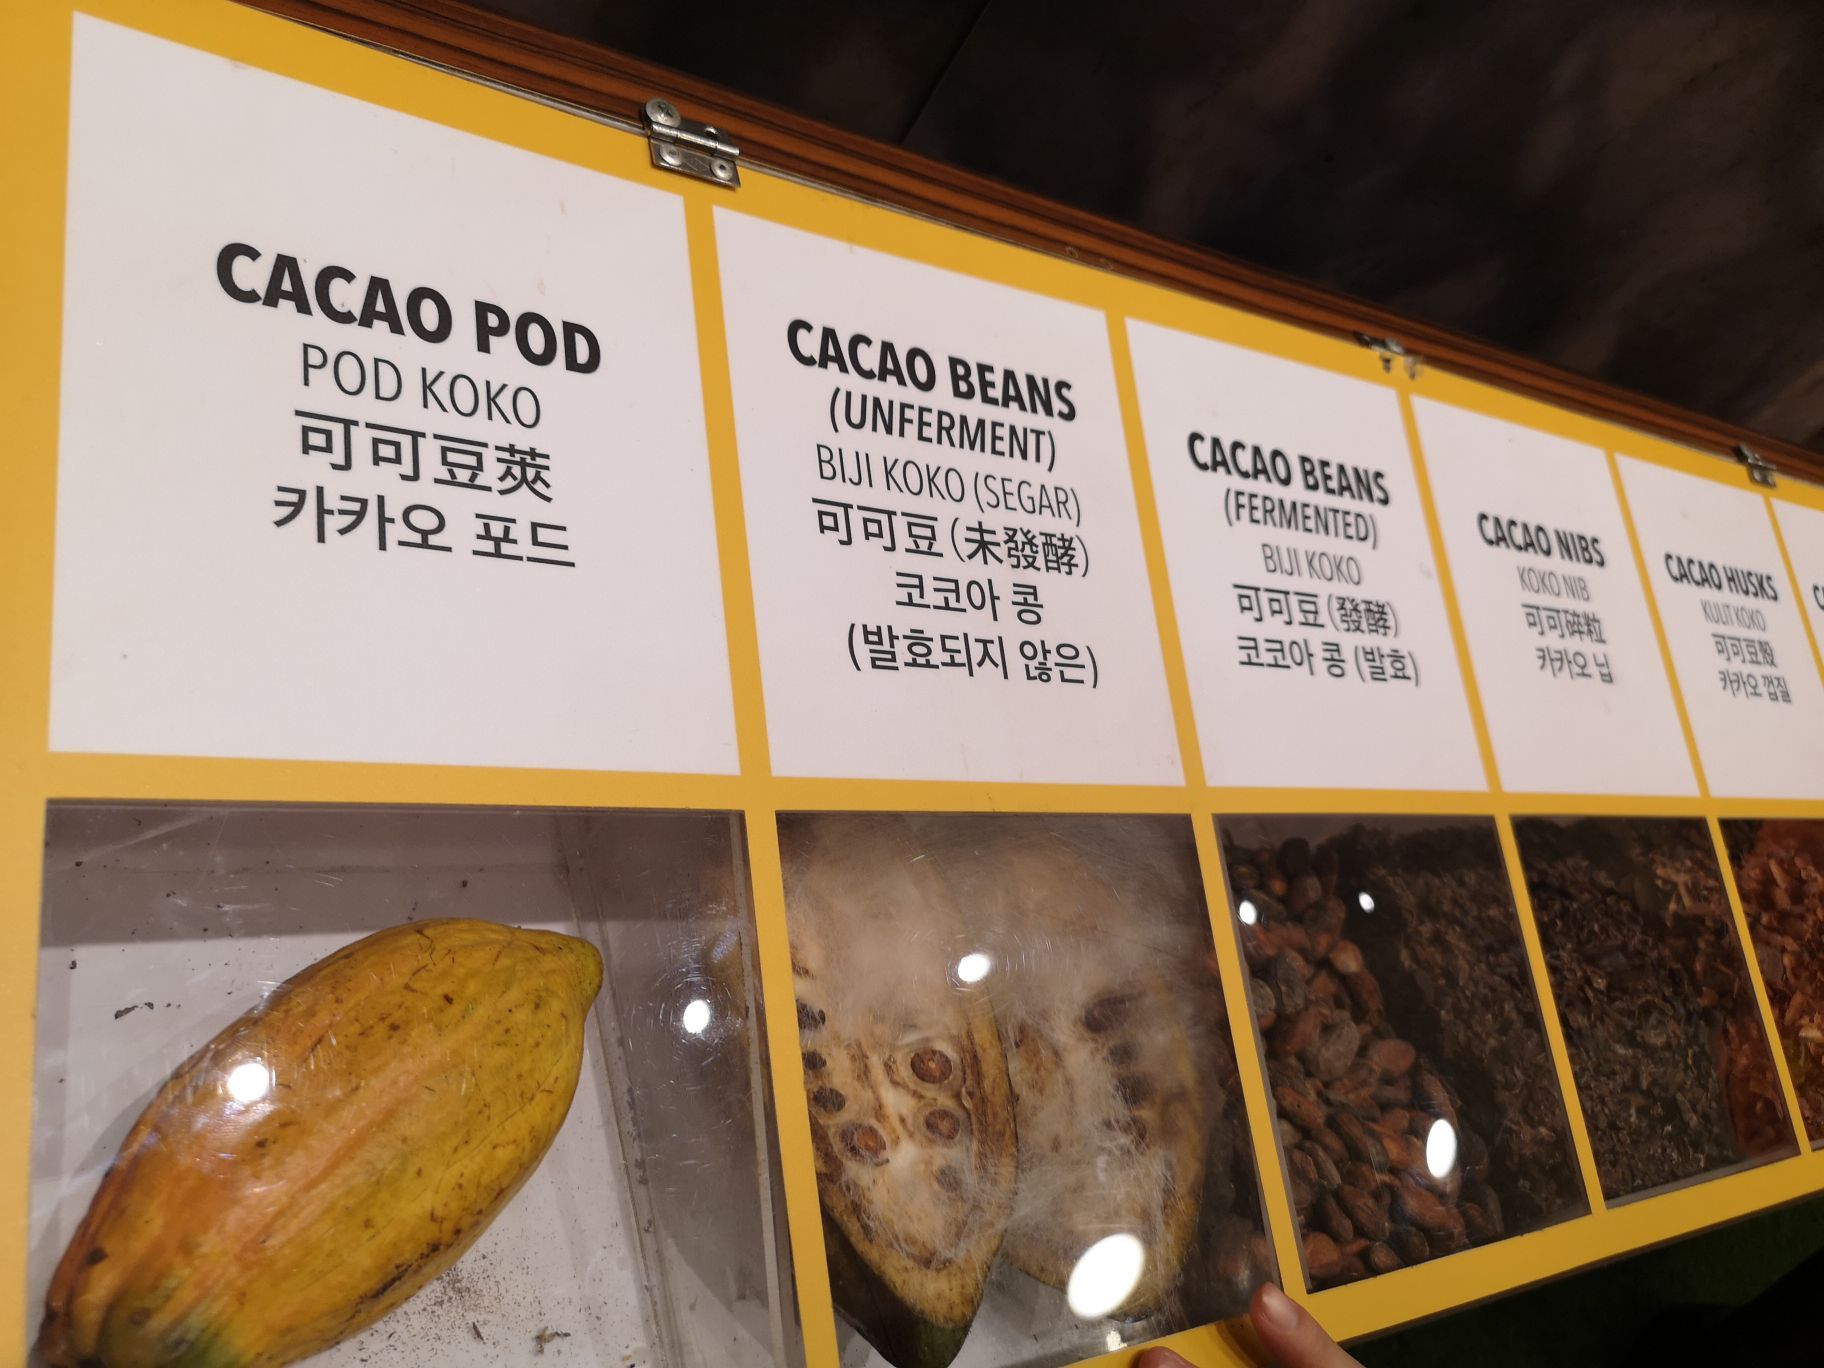 CACAO POD
POD KOKO
可可豆莢
카카오 포드
CACAO BEANS
(UNFERMENT)
BIJI KOKO (SEGAR)
可可豆(未發酵)
코코아 콩
(발효되지 않은)
CACAO BEANS
(FERMENTED)
BIJI KOKO
可可豆(發酵)
코코아 콩 (발효)
CACAO NIBS
KOKO NIB
可可碎粒
카카오 닙
CACAO HUSKS
KULIT KOKO
可可豆殼
카카오 껍질